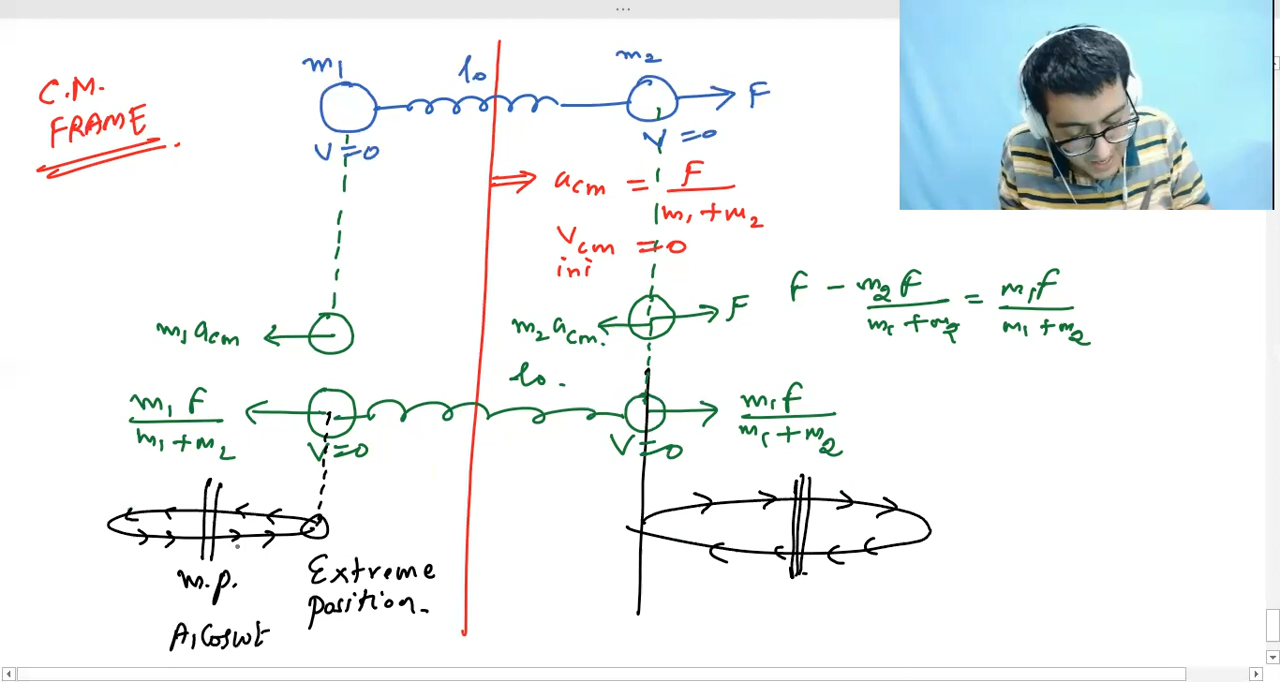 C.M.
FRAME
m1
l0
m2
F
V=0
V=0
⇒ acm = F / m1+m2
Vcm = 0
ini
m1acm
m2acm.
F
F - m2F / m1+m2 = m1F / m1+m2
l0.
m1F / m1+m2
m1F / m1+m2
V=0
V=0
m.p.
A1Coswt
Extreme
position.